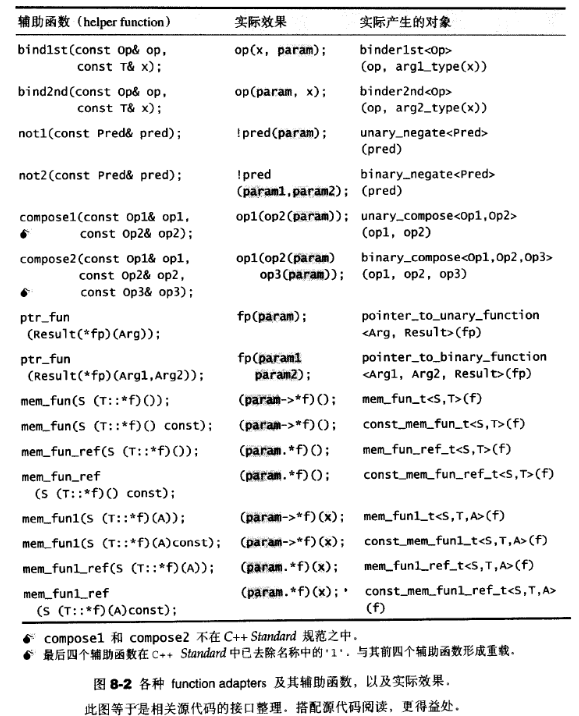 辅助函数（helper function） 实际效果 实际产生的对象
bind1st(const Op& op, op(x, param); binder1st<Op>
const T& x); (op, arg1_type(x))
bind2nd(const Op& op, op(param, x); binder2nd<Op>
const T& x); (op, arg2_type(x))
not1(const Pred& pred); !pred(param); unary_negate<Pred>
(pred)
not2(const Pred& pred); !pred binary_negate<Pred>
(param1,param2); (pred)
compose1(const Op1& op1, op1(op2(param)); unary_compose<Op1,Op2>
const Op2& op2); (op1, op2)
compose2(const Op1& op1, op1(op2(param) binary_compose<Op1,Op2,Op3>
const Op2& op2, op3(param)); (op1, op2, op3)
const Op3& op3);
ptr_fun fp(param); pointer_to_unary_function
(Result(*fp)(Arg)); <Arg, Result>(fp)
ptr_fun fp(param1 pointer_to_binary_function
(Result(*fp)(Arg1,Arg2)); param2); <Arg1, Arg2, Result>(fp)
mem_fun(S (T::*f)()); (param->*f)(); mem_fun_t<S,T>(f)
mem_fun(S (T::*f)() const); (param->*f)(); const_mem_fun_t<S,T>(f)
mem_fun_ref(S (T::*f)()); (param.*f)(); mem_fun_ref_t<S,T>(f)
mem_fun_ref (param.*f)(); const_mem_fun_ref_t<S,T>(f)
(S (T::*f)() const);
mem_fun1(S (T::*f)(A)); (param->*f)(x); mem_fun1_t<S,T,A>(f)
mem_fun1(S (T::*f)(A)const); (param->*f)(x); const_mem_fun1_t<S,T,A>(f)
mem_fun1_ref(S (T::*f)(A)); (param.*f)(x); mem_fun1_ref_t<S,T,A>(f)
mem_fun1_ref (param.*f)(x); const_mem_fun1_ref_t<S,T,A>
(S (T::*f)(A)const); (f)
compose1 和 compose2 不在 C++ Standard 规范之中。
最后四个辅助函数在 C++ Standard 中已去除名称中的'1'，与其前四个辅助函数形成重载。
图 8-2 各种 function adapters 及其辅助函数，以及实际效果。
此图等于是相关源代码的接口整理。搭配源代码阅读，更得益处。